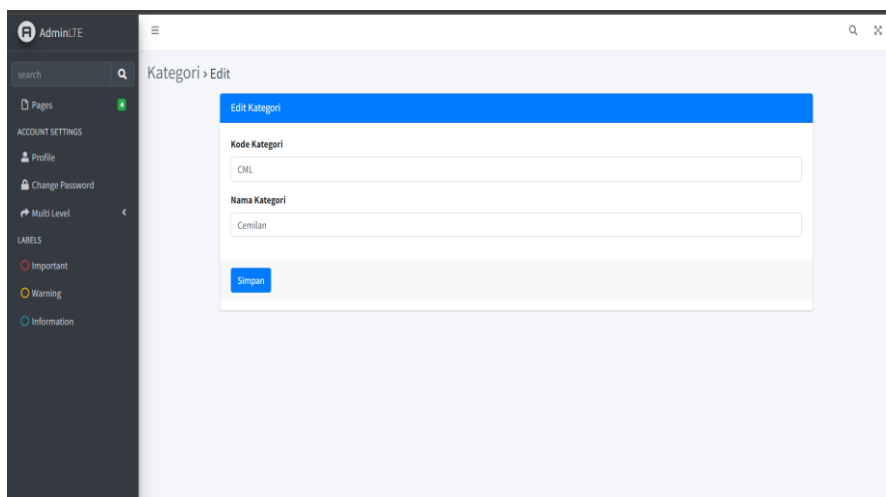 AdminLTE
search
Pages
4
ACCOUNT SETTINGS
Profile
Change Password
Multi Level
LABELS
Important
Warning
Information
Kategori › Edit
Edit Kategori
Kode Kategori
CML
Nama Kategori
Cemilan
Simpan